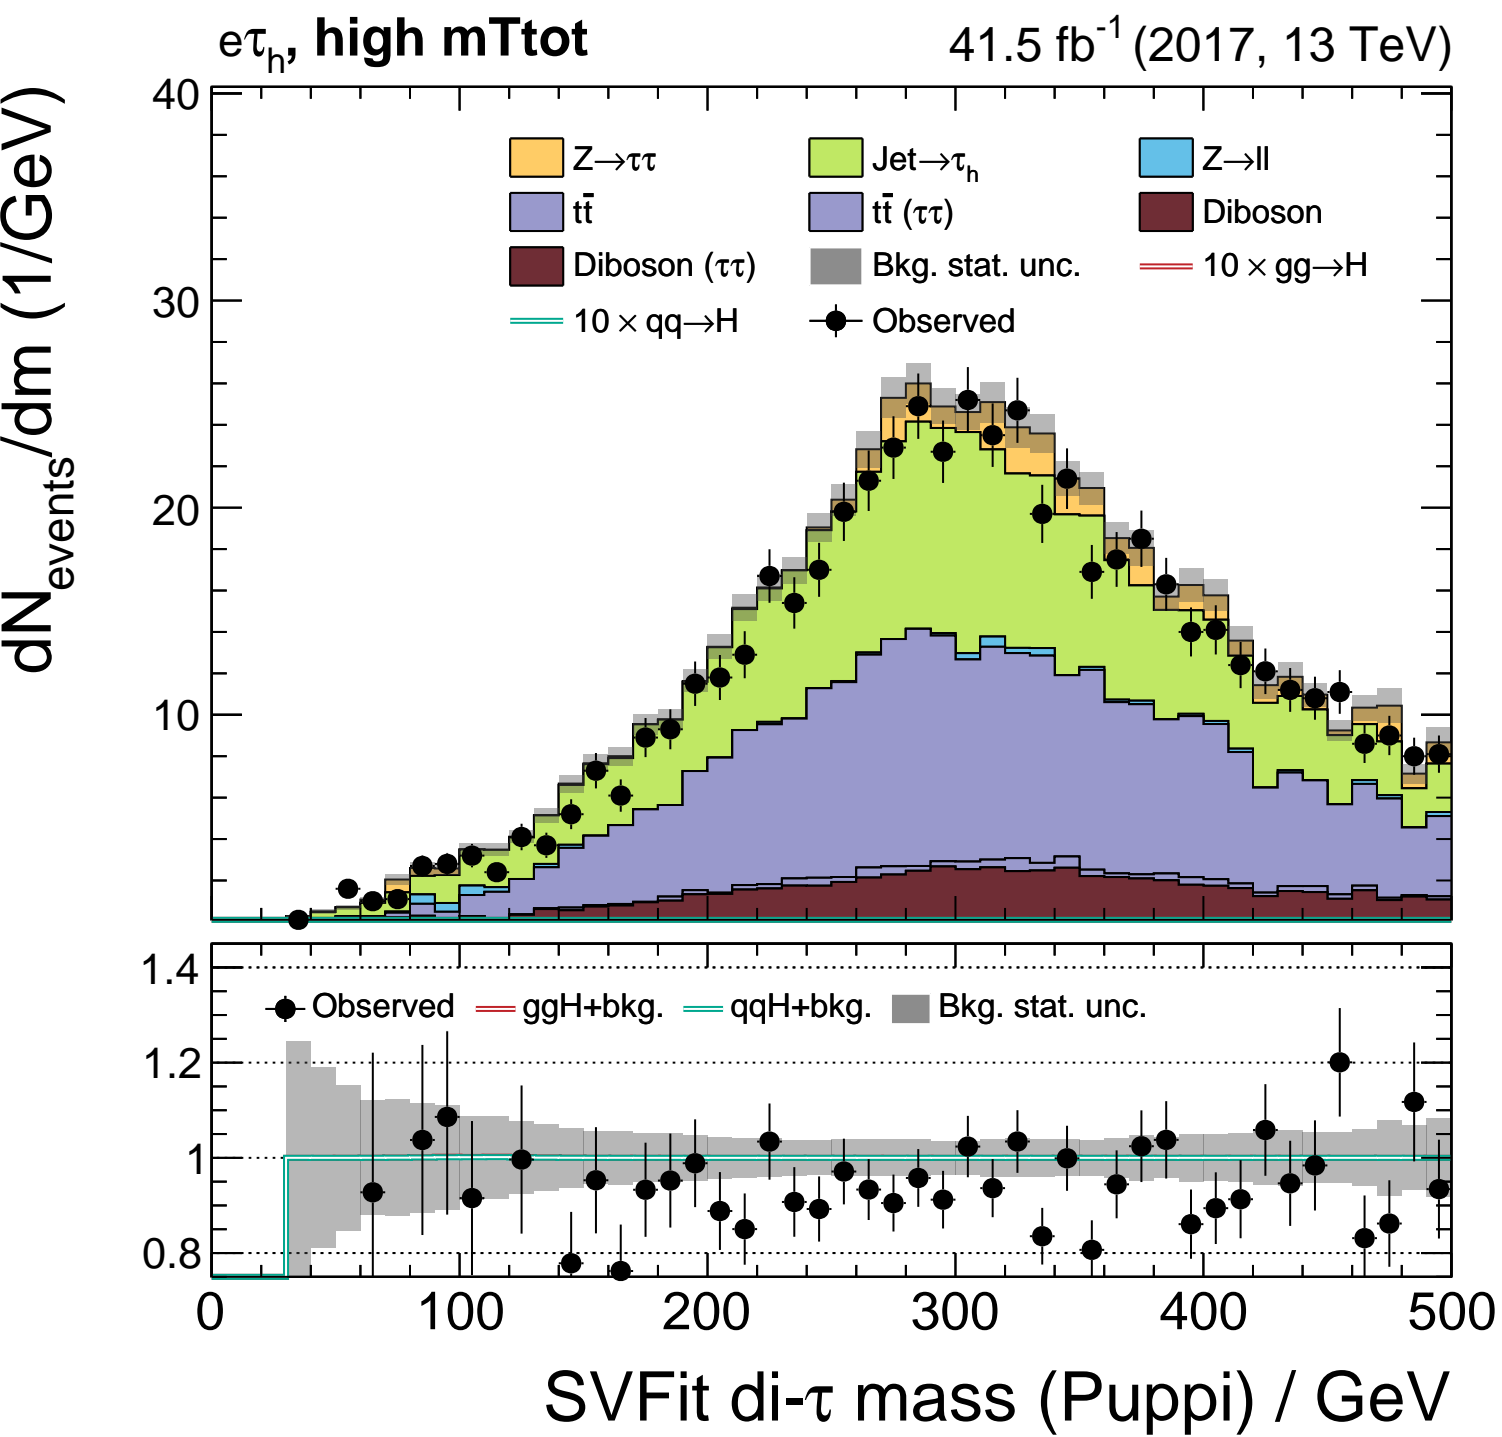 eτh, high mTtot 41.5 fb-1 (2017, 13 TeV)
dNevents/dm (1/GeV)
40
30
20
10
Z→ττ Jet→τh Z→ll
tt̄ tt̄ (ττ) Diboson
Diboson (ττ) Bkg. stat. unc. 10 × gg→H
10 × qq→H Observed
1.4
1.2
1
0.8
Observed ggH+bkg. qqH+bkg. Bkg. stat. unc.
0 100 200 300 400 500
SVFit di-τ mass (Puppi) / GeV